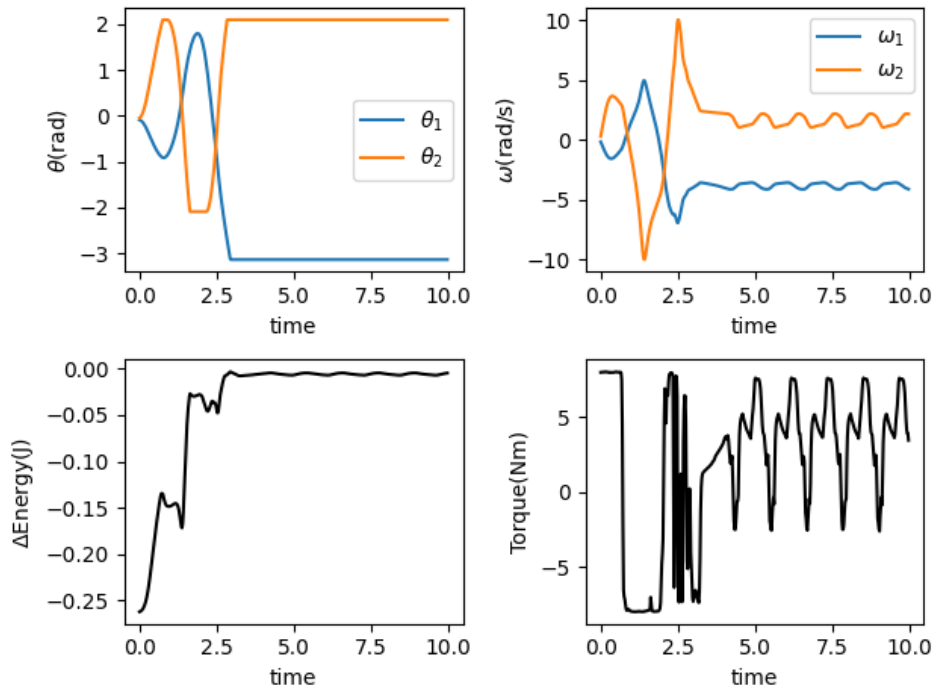 θ(rad)
2
1
0
−1
−2
−3
θ₁
θ₂
0.0 2.5 5.0 7.5 10.0
time
ω(rad/s)
10
5
0
−5
−10
ω₁
ω₂
0.0 2.5 5.0 7.5 10.0
time
ΔEnergy(J)
0.00
−0.05
−0.10
−0.15
−0.20
−0.25
0.0 2.5 5.0 7.5 10.0
time
Torque(Nm)
5
0
−5
0.0 2.5 5.0 7.5 10.0
time